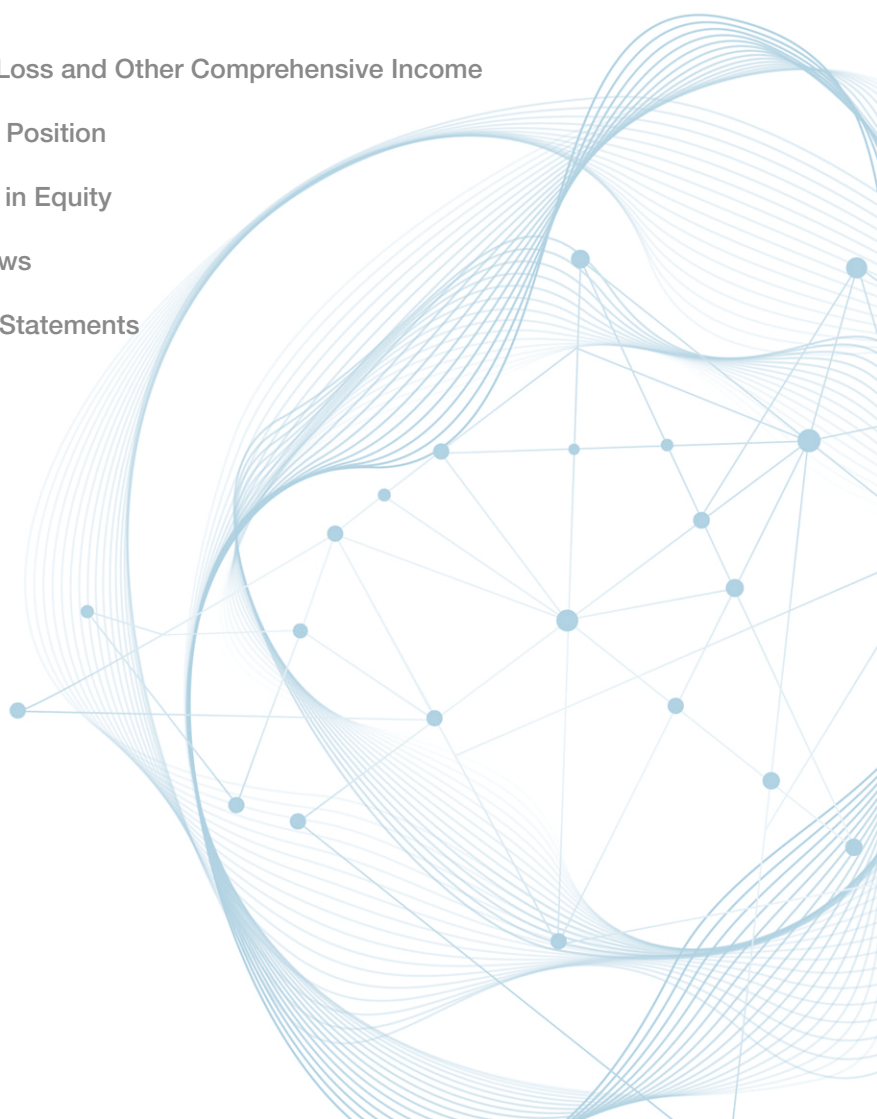 Loss and Other Comprehensive Income
Position
in Equity
ws
Statements